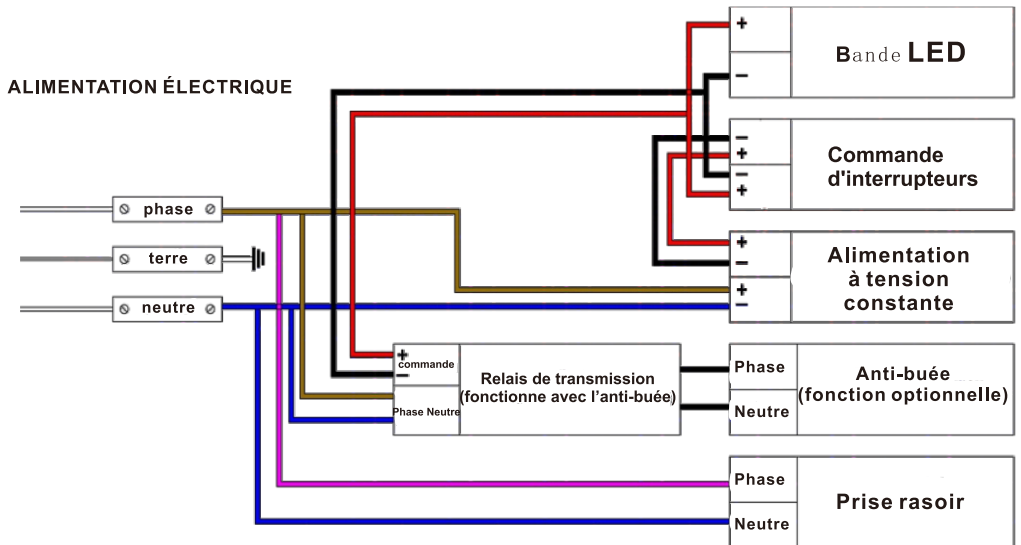 ALIMENTATION ÉLECTRIQUE
+
−
Bande LED
−
+
−
+
Commande
d'interrupteurs
phase
terre
neutre
+
−
+
−
Alimentation
à tension
constante
+
commande
−
Phase Neutre
Relais de transmission
(fonctionne avec l'anti-buée)
Phase
Neutre
Anti-buée
(fonction optionnelle)
Phase
Neutre
Prise rasoir